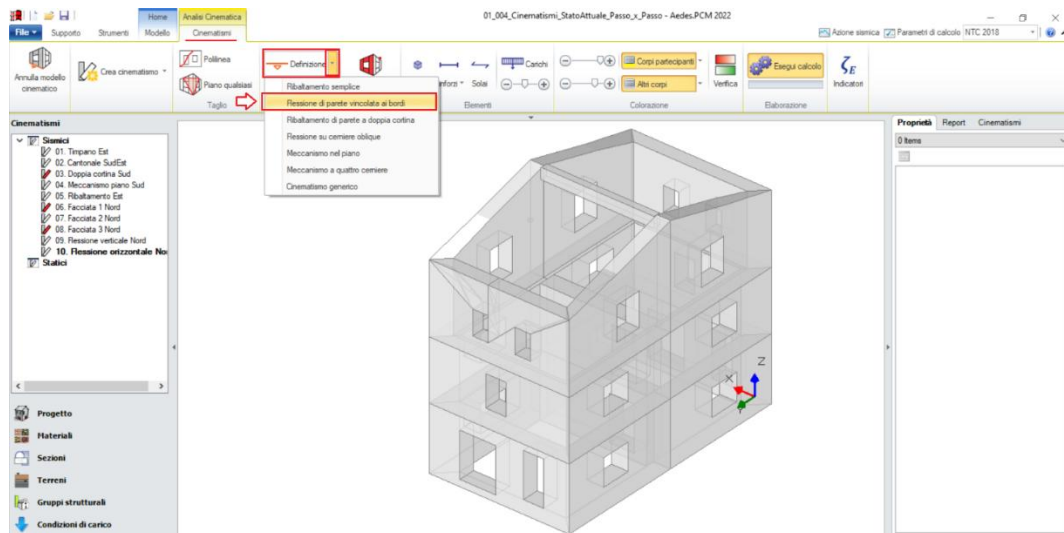 01_004_Cinematismi_StatoAttuale_Passo_x_Passo - Aedes.PCM 2022
Home
Analisi Cinematica
File
Supporto
Strumenti
Modello
Cinematismi
Azione sismica
Parametri di calcolo
NTC 2018
Annulla modello
cinematico
Crea cinematismo
Polilinea
Piano qualsiasi
Taglio
Definizione
Solai
Carichi
Elementi
Corpi partecipanti
Altri corpi
Colorazione
Verifica
Esegui calcolo
Elaborazione
ζE
Indicatori
Ribaltamento semplice
Flessione di parete vincolata ai bordi
Ribaltamento di parete a doppia cortina
Flessione su cerniere oblique
Meccanismo nel piano
Meccanismo a quattro cerniere
Cinematismo generico
Cinematismi
Sismici
01. Timpano Est
02. Cantonale SudEst
03. Doppia cortina Sud
04. Meccanismo piano Sud
05. Ribaltamento Est
06. Facciata 1 Nord
07. Facciata 2 Nord
08. Facciata 3 Nord
09. Flessione verticale Nord
10. Flessione orizzontale No
Statici
Progetto
Materiali
Sezioni
Terreni
Gruppi strutturali
Condizioni di carico
Proprietà
Report
Cinematismi
0 Items
Z
X
Y